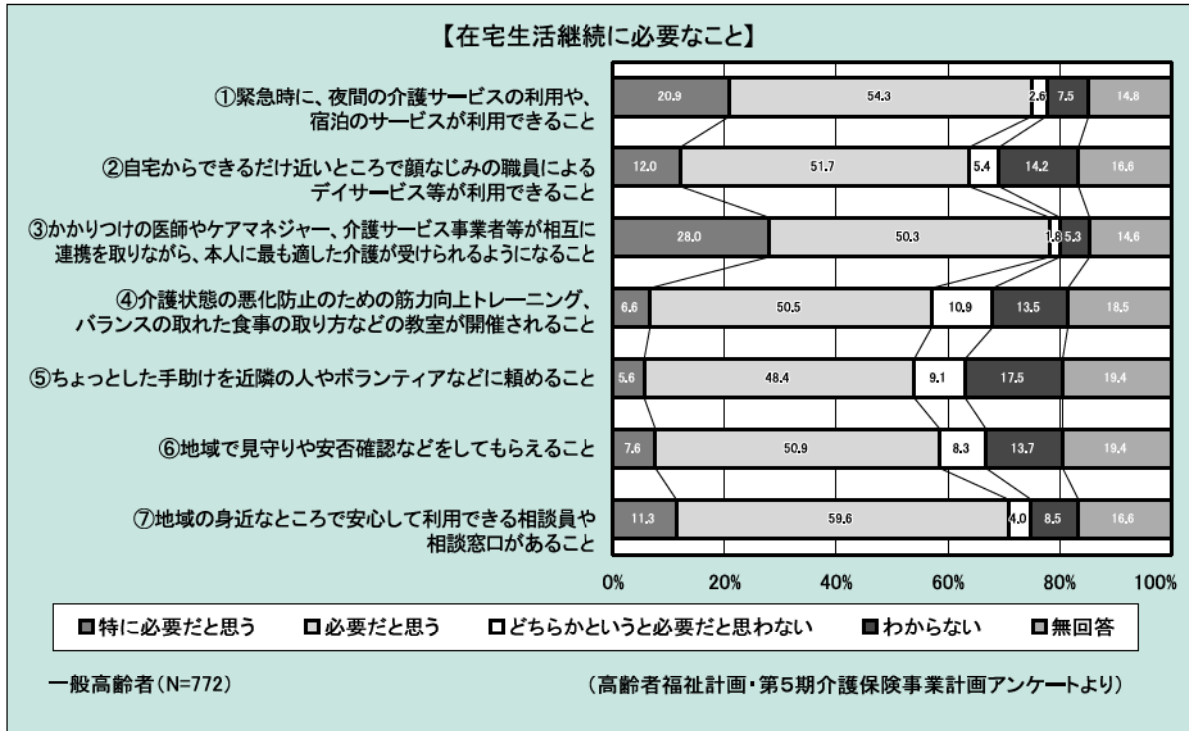 【在宅生活継続に必要なこと】
①緊急時に、夜間の介護サービスの利用や、
宿泊のサービスが利用できること
20.9 54.3 2.6 7.5 14.8
②自宅からできるだけ近いところで顔なじみの職員による
デイサービス等が利用できること
12.0 51.7 5.4 14.2 16.6
③かかりつけの医師やケアマネジャー、介護サービス事業者等が相互に
連携を取りながら、本人に最も適した介護が受けられるようになること
28.0 50.3 1.8 5.3 14.6
④介護状態の悪化防止のための筋力向上トレーニング、
バランスの取れた食事の取り方などの教室が開催されること
6.6 50.5 10.9 13.5 18.5
⑤ちょっとした手助けを近隣の人やボランティアなどに頼めること
5.6 48.4 9.1 17.5 19.4
⑥地域で見守りや安否確認などをしてもらえること
7.6 50.9 8.3 13.7 19.4
⑦地域の身近なところで安心して利用できる相談員や
相談窓口があること
11.3 59.6 4.0 8.5 16.6
0% 20% 40% 60% 80% 100%
特に必要だと思う 必要だと思う どちらかというと必要だと思わない わからない 無回答
一般高齢者(N=772) (高齢者福祉計画・第5期介護保険事業計画アンケートより)